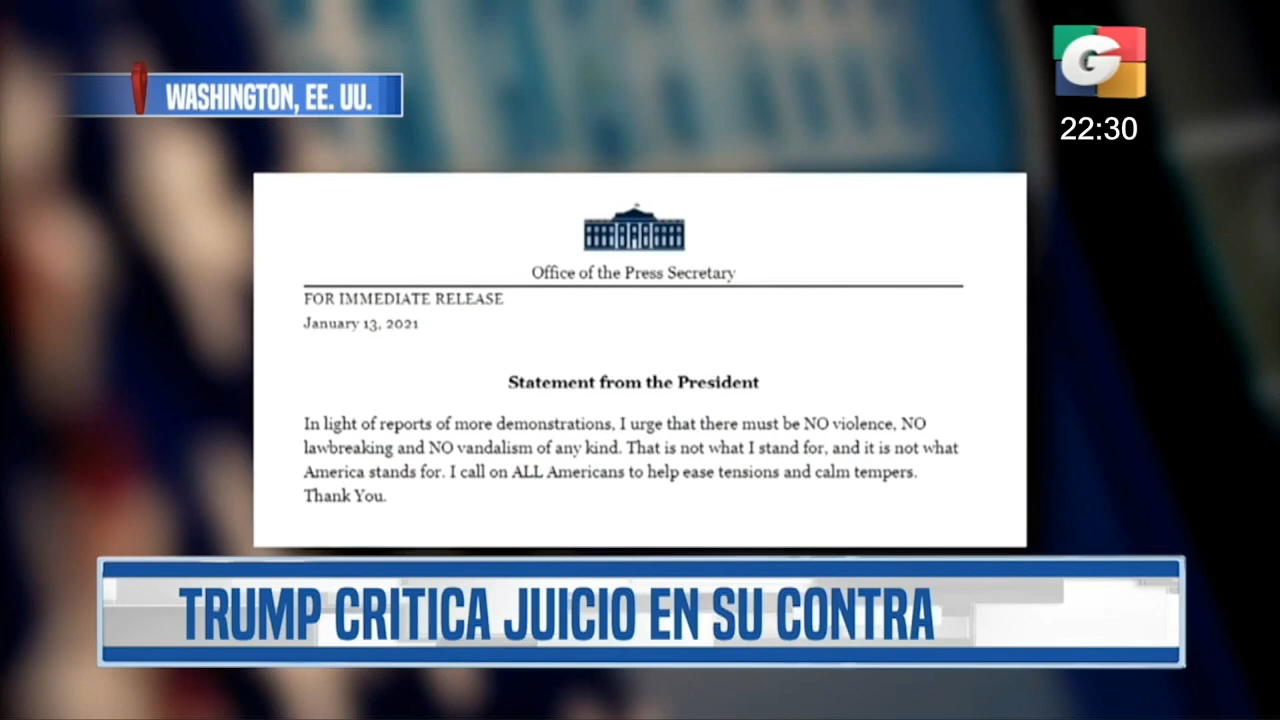 WASHINGTON, EE. UU.
G
22:30
Office of the Press Secretary
FOR IMMEDIATE RELEASE
January 13, 2021
Statement from the President
In light of reports of more demonstrations, I urge that there must be NO violence, NO
lawbreaking and NO vandalism of any kind. That is not what I stand for, and it is not what
America stands for. I call on ALL Americans to help ease tensions and calm tempers.
Thank You.
TRUMP CRITICA JUICIO EN SU CONTRA